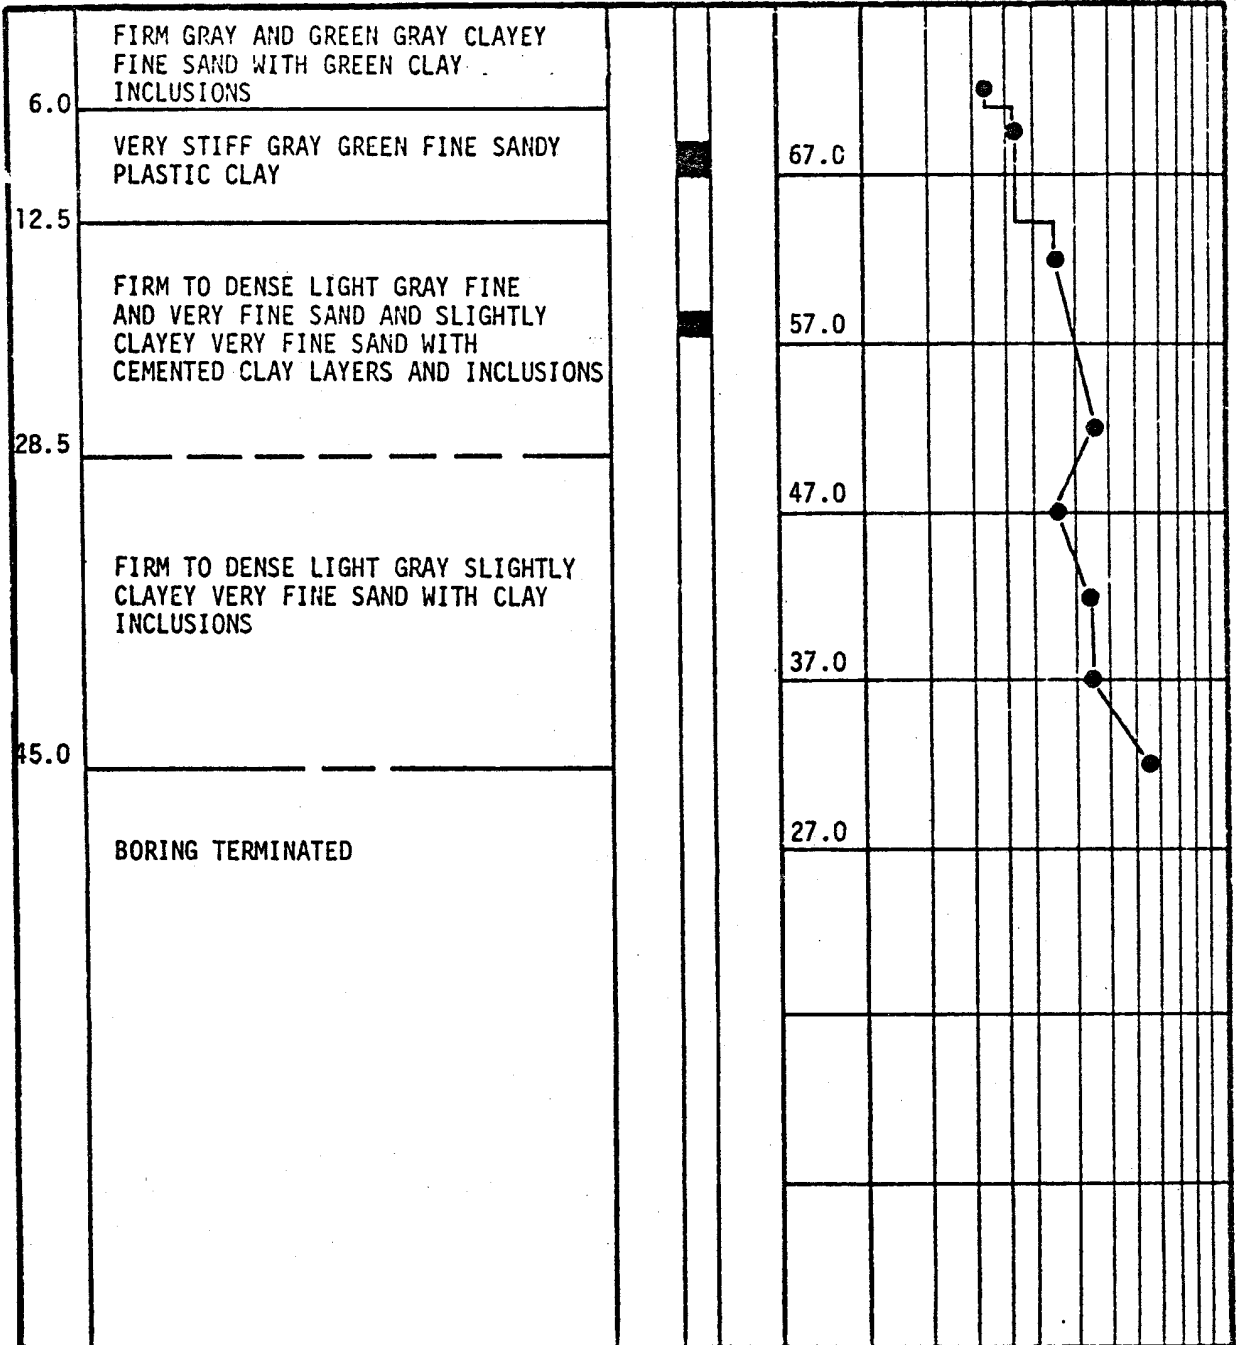 FIRM GRAY AND GREEN GRAY CLAYEY
FINE SAND WITH GREEN CLAY
INCLUSIONS
6.0
VERY STIFF GRAY GREEN FINE SANDY
PLASTIC CLAY
67.0
12.5
FIRM TO DENSE LIGHT GRAY FINE
AND VERY FINE SAND AND SLIGHTLY
CLAYEY VERY FINE SAND WITH
CEMENTED CLAY LAYERS AND INCLUSIONS
57.0
28.5
47.0
FIRM TO DENSE LIGHT GRAY SLIGHTLY
CLAYEY VERY FINE SAND WITH CLAY
INCLUSIONS
37.0
45.0
27.0
BORING TERMINATED